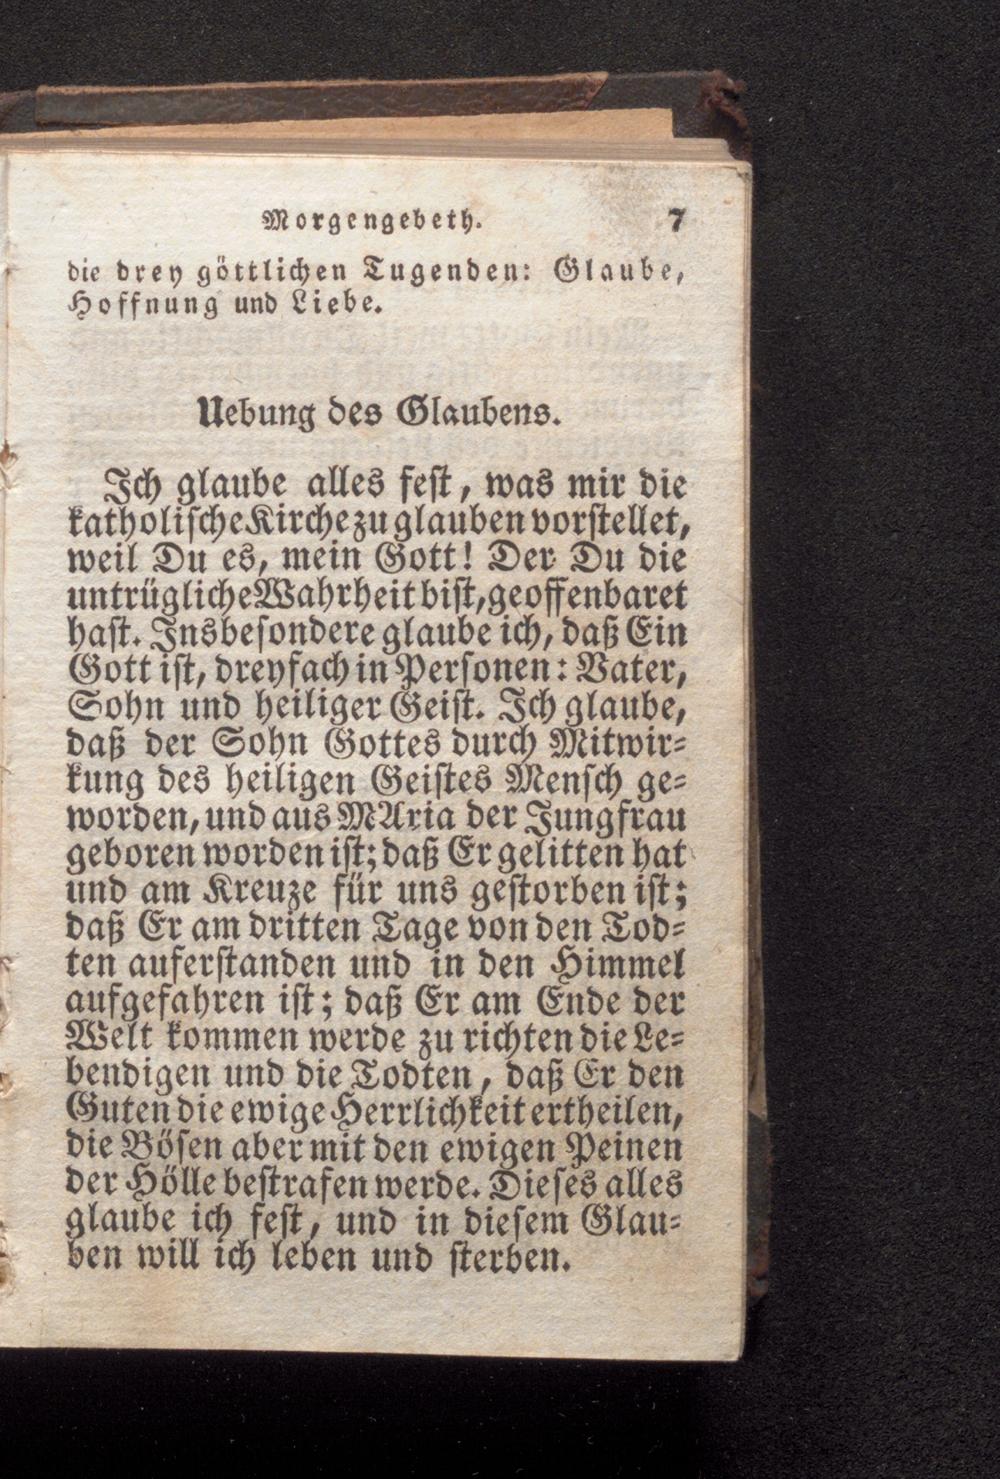 Morgengebeth. 7
die drey göttlichen Tugenden: Glaube,
Hoffnung und Liebe.
Uebung des Glaubens.
Ich glaube alles fest, was mir die
katholische Kirche zu glauben vorstellet,
weil Du es, mein Gott! Der Du die
untrügliche Wahrheit bist, geoffenbaret
hast. Insbesondere glaube ich, daß Ein
Gott ist, dreyfach in Personen: Vater,
Sohn und heiliger Geist. Ich glaube,
daß der Sohn Gottes durch Mitwir-
kung des heiligen Geistes Mensch ge-
worden, und aus MAria der Jungfrau
geboren worden ist; daß Er gelitten hat
und am Kreuze für uns gestorben ist;
daß Er am dritten Tage von den Tod-
ten auferstanden und in den Himmel
aufgefahren ist; daß Er am Ende der
Welt kommen werde zu richten die Le-
bendigen und die Todten, daß Er den
Guten die ewige Herrlichkeit ertheilen,
die Bösen aber mit den ewigen Peinen
der Hölle bestrafen werde. Dieses alles
glaube ich fest, und in diesem Glau-
ben will ich leben und sterben.